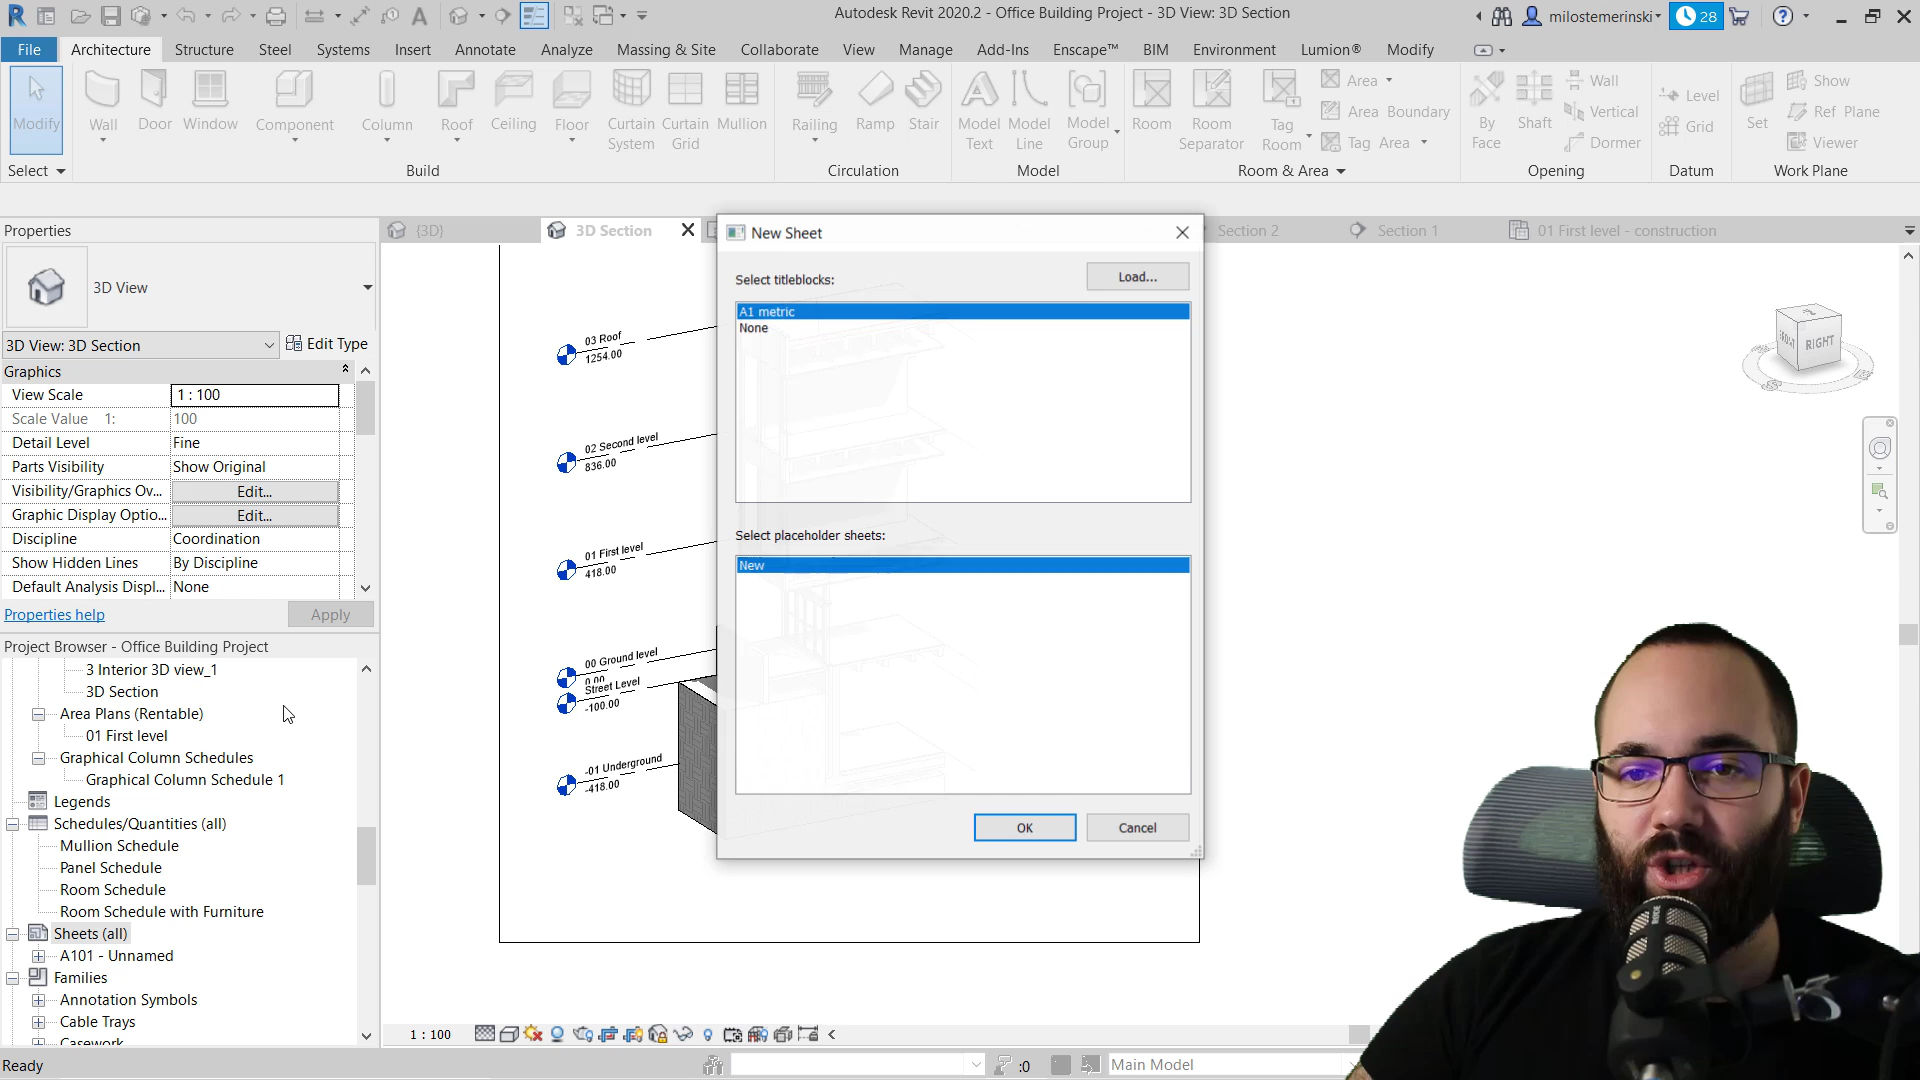 Autodesk Revit 2020.2 - Office Building Project - 3D View: 3D Section
milostemerinski
28
File Architecture Structure Steel Systems Insert Annotate Analyze Massing & Site Collaborate View Manage Add-Ins Enscape™ BIM Environment Lumion® Modify
Modify
Wall
Door
Window
Component
Column
Roof
Ceiling
Floor
Curtain System
Curtain Grid
Mullion
Railing
Ramp
Stair
Model Text
Model Line
Model Group
Room
Room Separator
Tag Room
Area
Area Boundary
Tag Area
By Face
Shaft
Wall
Vertical
Dormer
Level
Grid
Set
Show
Ref Plane
Viewer
Select
Build
Circulation
Model
Room & Area
Opening
Datum
Work Plane
Properties
{3D}
3D Section
Section 2
Section 1
01 First level - construction
3D View
3D View: 3D Section
Edit Type
Graphics
View Scale 1 : 100
Scale Value 1: 100
Detail Level Fine
Parts Visibility Show Original
Visibility/Graphics Ov... Edit...
Graphic Display Optio... Edit...
Discipline Coordination
Show Hidden Lines By Discipline
Default Analysis Displ... None
Properties help
Apply
Project Browser - Office Building Project
3 Interior 3D view_1
3D Section
Area Plans (Rentable)
01 First level
Graphical Column Schedules
Graphical Column Schedule 1
Legends
Schedules/Quantities (all)
Mullion Schedule
Panel Schedule
Room Schedule
Room Schedule with Furniture
Sheets (all)
A101 - Unnamed
Families
Annotation Symbols
Cable Trays
Casework
03 Roof
1254.00
02 Second level
836.00
01 First level
418.00
00 Ground level
0.00
Street Level
-100.00
-01 Underground
-418.00
New Sheet
Select titleblocks:
Load...
A1 metric
None
Select placeholder sheets:
New
OK
Cancel
FRONT
RIGHT
1 : 100
Ready
:0
Main Model
RODE